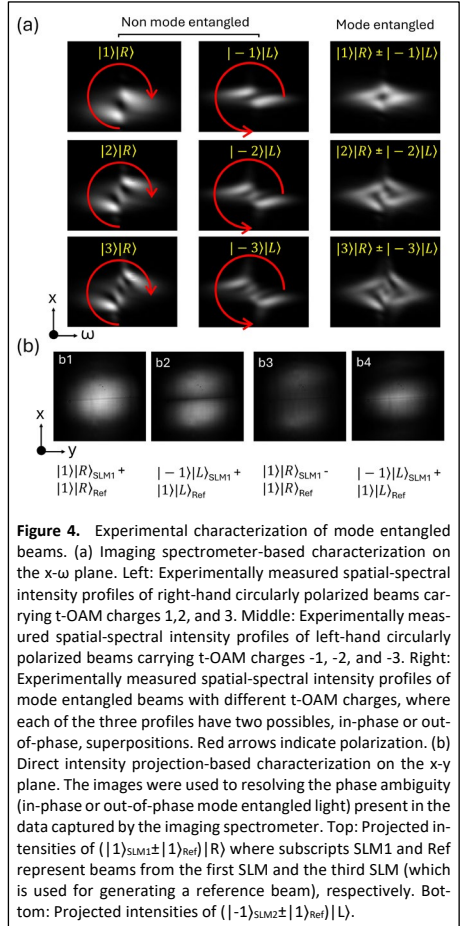 (a)
Non mode entangled
Mode entangled
|1⟩|R⟩
|−1⟩|L⟩
|1⟩|R⟩ ± |−1⟩|L⟩
|2⟩|R⟩
|−2⟩|L⟩
|2⟩|R⟩ ± |−2⟩|L⟩
|3⟩|R⟩
|−3⟩|L⟩
|3⟩|R⟩ ± |−3⟩|L⟩
x
ω
(b)
b1
b2
b3
b4
x
y
|1⟩|R⟩SLM1 +
|1⟩|R⟩Ref
|−1⟩|L⟩SLM1 +
|1⟩|L⟩Ref
|1⟩|R⟩SLM1 -
|1⟩|R⟩Ref
|−1⟩|L⟩SLM1 +
|1⟩|L⟩Ref
Figure 4. Experimental characterization of mode entangled
beams. (a) Imaging spectrometer-based characterization on
the x-ω plane. Left: Experimentally measured spatial-spectral
intensity profiles of right-hand circularly polarized beams car-
rying t-OAM charges 1,2, and 3. Middle: Experimentally meas-
ured spatial-spectral intensity profiles of left-hand circularly
polarized beams carrying t-OAM charges -1, -2, and -3. Right:
Experimentally measured spatial-spectral intensity profiles of
mode entangled beams with different t-OAM charges, where
each of the three profiles have two possibles, in-phase or out-
of-phase, superpositions. Red arrows indicate polarization. (b)
Direct intensity projection-based characterization on the x-y
plane. The images were used to resolving the phase ambiguity
(in-phase or out-of-phase mode entangled light) present in the
data captured by the imaging spectrometer. Top: Projected in-
tensities of (|1⟩SLM1±|1⟩Ref)|R⟩ where subscripts SLM1 and Ref
represent beams from the first SLM and the third SLM (which
is used for generating a reference beam), respectively. Bot-
tom: Projected intensities of (|-1⟩SLM2±|1⟩Ref)|L⟩.